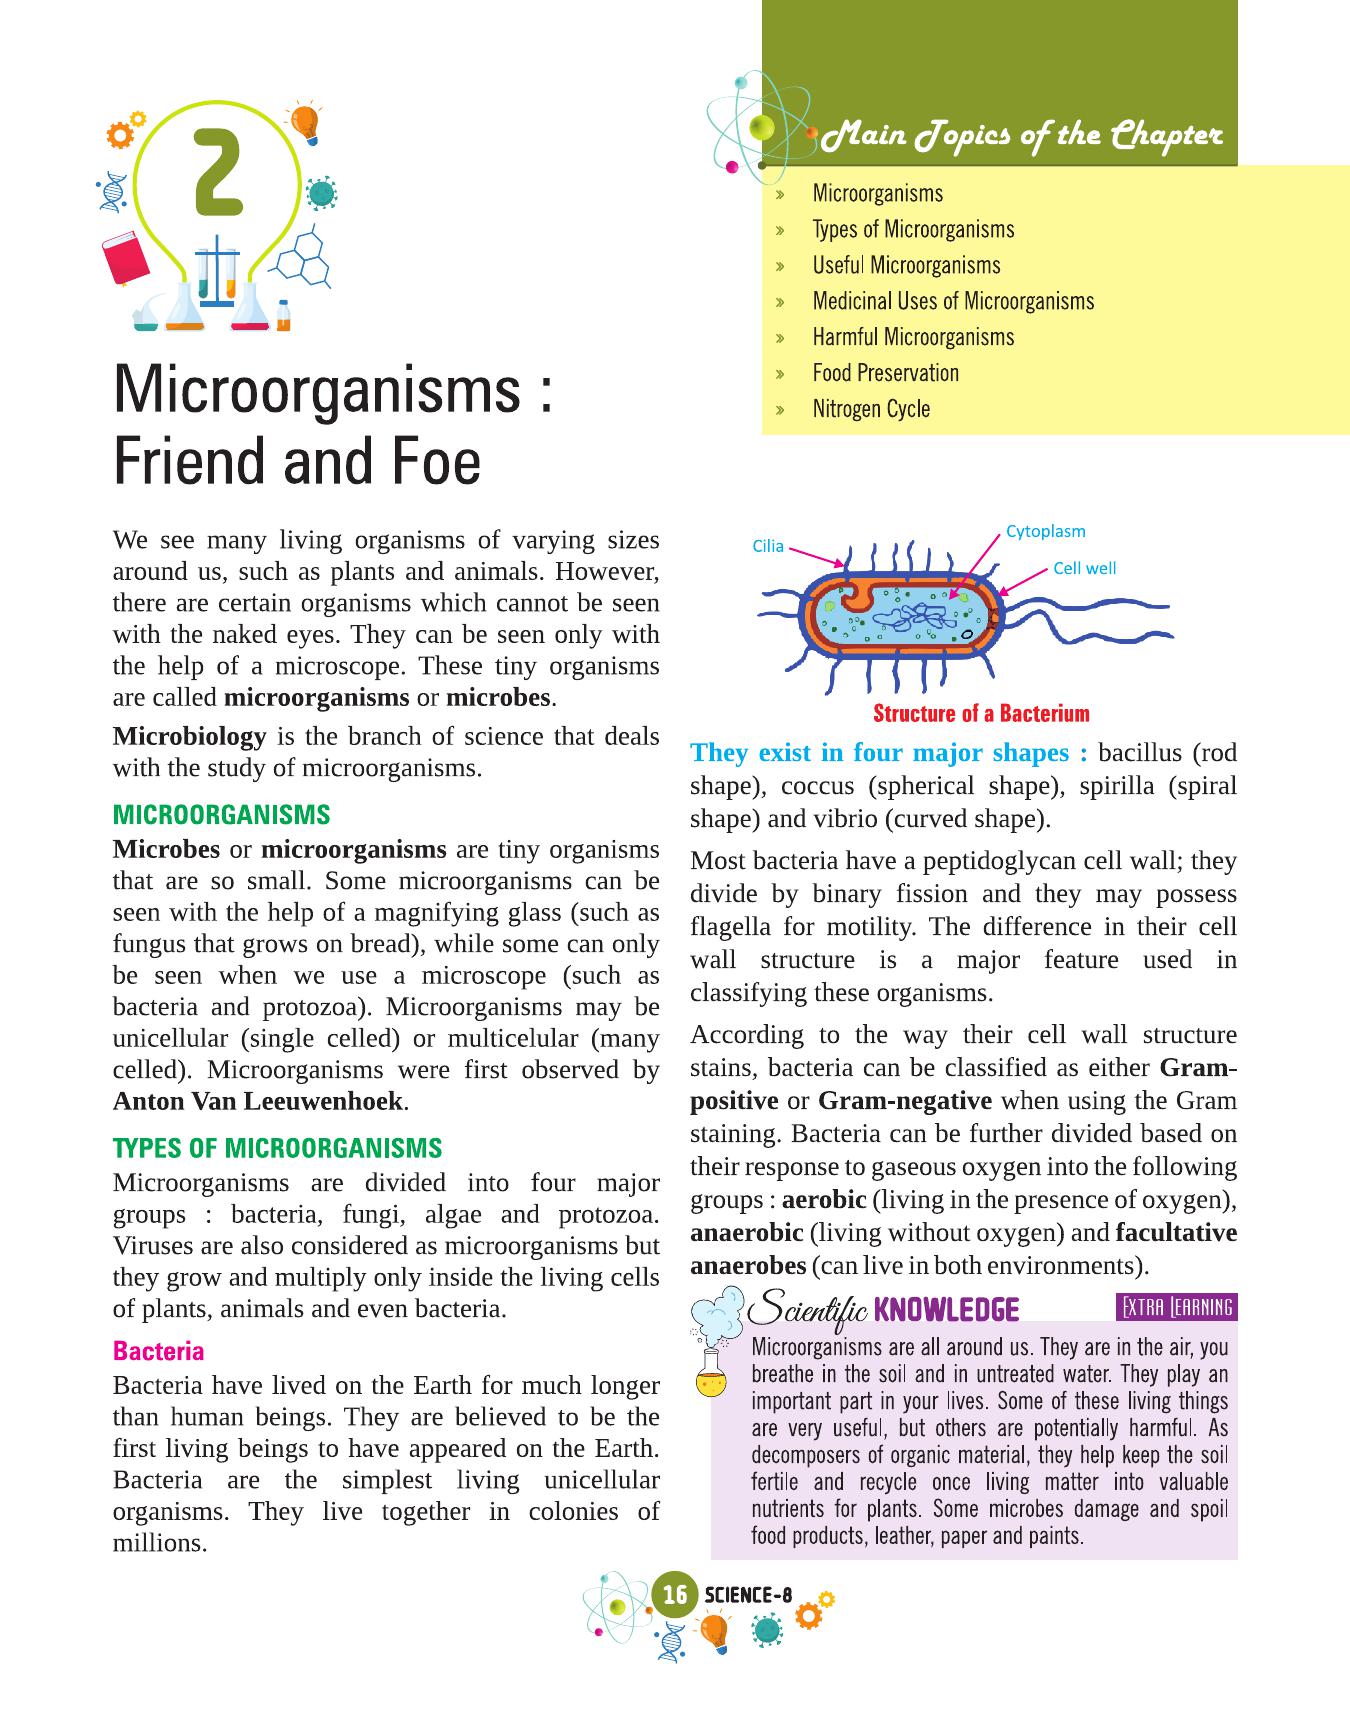 2
Main Topics of the Chapter
» Microorganisms
» Types of Microorganisms
» Useful Microorganisms
» Medicinal Uses of Microorganisms
» Harmful Microorganisms
» Food Preservation
» Nitrogen Cycle
Microorganisms :
Friend and Foe
We see many living organisms of varying sizes
around us, such as plants and animals. However,
there are certain organisms which cannot be seen
with the naked eyes. They can be seen only with
the help of a microscope. These tiny organisms
are called microorganisms or microbes.
Microbiology is the branch of science that deals
with the study of microorganisms.
MICROORGANISMS
Microbes or microorganisms are tiny organisms
that are so small. Some microorganisms can be
seen with the help of a magnifying glass (such as
fungus that grows on bread), while some can only
be seen when we use a microscope (such as
bacteria and protozoa). Microorganisms may be
unicellular (single celled) or multicelular (many
celled). Microorganisms were first observed by
Anton Van Leeuwenhoek.
TYPES OF MICROORGANISMS
Microorganisms are divided into four major
groups : bacteria, fungi, algae and protozoa.
Viruses are also considered as microorganisms but
they grow and multiply only inside the living cells
of plants, animals and even bacteria.
Bacteria
Bacteria have lived on the Earth for much longer
than human beings. They are believed to be the
first living beings to have appeared on the Earth.
Bacteria are the simplest living unicellular
organisms. They live together in colonies of
millions.
Cilia
Cytoplasm
Cell well
Structure of a Bacterium
They exist in four major shapes : bacillus (rod
shape), coccus (spherical shape), spirilla (spiral
shape) and vibrio (curved shape).
Most bacteria have a peptidoglycan cell wall; they
divide by binary fission and they may possess
flagella for motility. The difference in their cell
wall structure is a major feature used in
classifying these organisms.
According to the way their cell wall structure
stains, bacteria can be classified as either Gram-
positive or Gram-negative when using the Gram
staining. Bacteria can be further divided based on
their response to gaseous oxygen into the following
groups : aerobic (living in the presence of oxygen),
anaerobic (living without oxygen) and facultative
anaerobes (can live in both environments).
Scientific KNOWLEDGE EXTRA LEARNING
Microorganisms are all around us. They are in the air, you
breathe in the soil and in untreated water. They play an
important part in your lives. Some of these living things
are very useful, but others are potentially harmful. As
decomposers of organic material, they help keep the soil
fertile and recycle once living matter into valuable
nutrients for plants. Some microbes damage and spoil
food products, leather, paper and paints.
16 SCIENCE-8